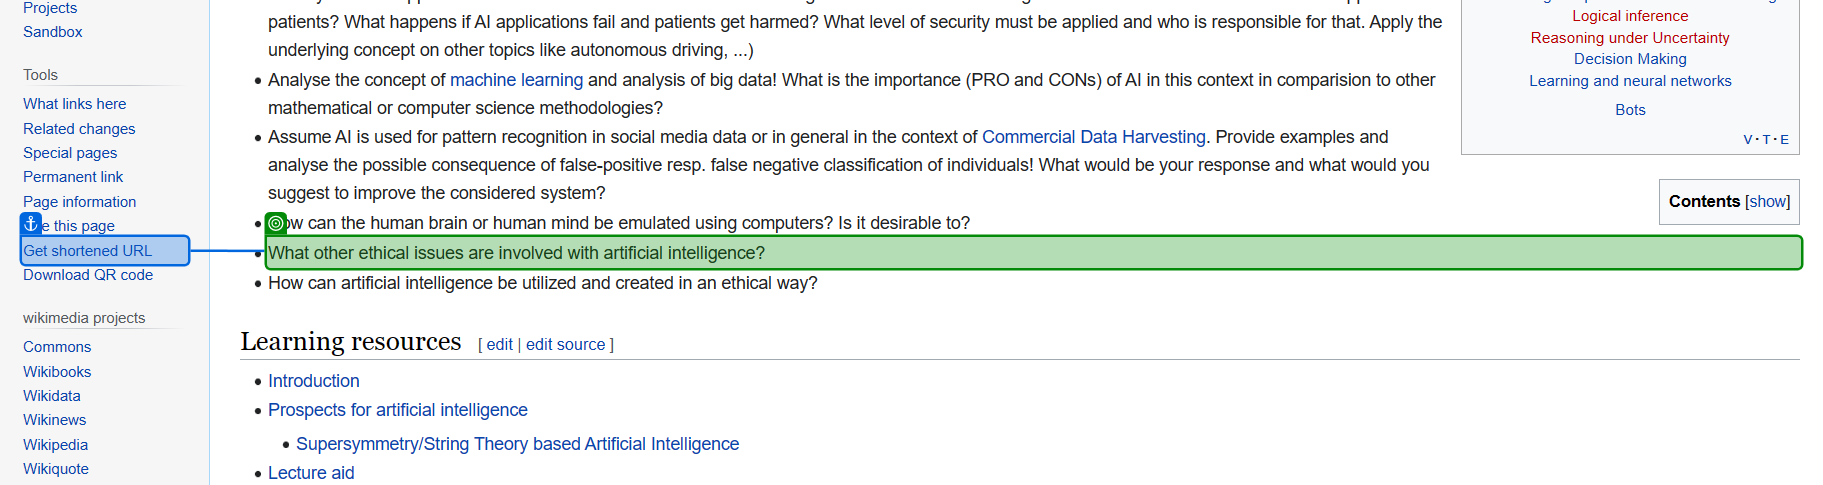 Projects
Sandbox
Tools
What links here
Related changes
Special pages
Permanent link
Page information
this page
Get shortened URL
Download QR code
wikimedia projects
Commons
Wikibooks
Wikidata
Wikinews
Wikipedia
Wikiquote
patients? What happens if AI applications fail and patients get harmed? What level of security must be applied and who is responsible for that. Apply the
underlying concept on other topics like autonomous driving, ...)
• Analyse the concept of machine learning and analysis of big data! What is the importance (PRO and CONs) of AI in this context in comparision to other
mathematical or computer science methodologies?
• Assume AI is used for pattern recognition in social media data or in general in the context of Commercial Data Harvesting. Provide examples and
analyse the possible consequence of false-positive resp. false negative classification of individuals! What would be your response and what would you
suggest to improve the considered system?
• How can the human brain or human mind be emulated using computers? Is it desirable to?
• What other ethical issues are involved with artificial intelligence?
• How can artificial intelligence be utilized and created in an ethical way?
Learning resources [ edit | edit source ]
• Introduction
• Prospects for artificial intelligence
• Supersymmetry/String Theory based Artificial Intelligence
• Lecture aid
Logical inference
Reasoning under Uncertainty
Decision Making
Learning and neural networks
Bots
V · T · E
Contents [show]